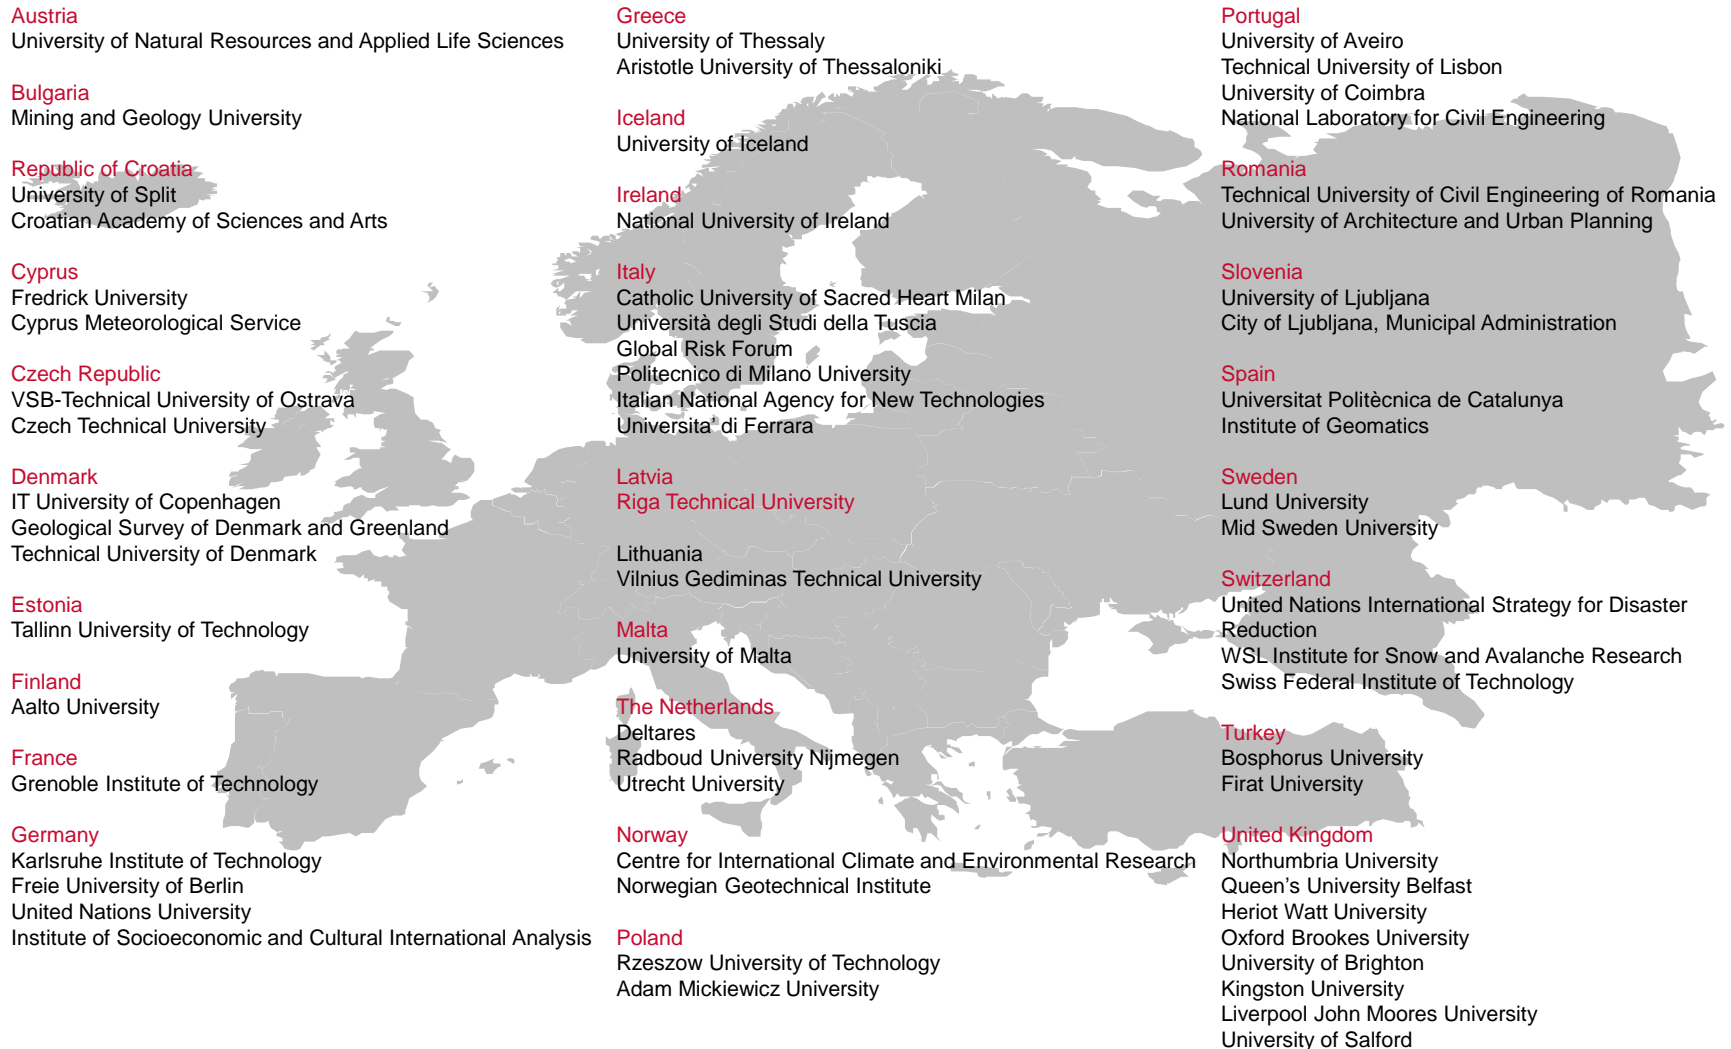 Austria
University of Natural Resources and Applied Life Sciences
Bulgaria
Mining and Geology University
Republic of Croatia
University of Split
Croatian Academy of Sciences and Arts
Cyprus
Fredrick University
Cyprus Meteorological Service
Czech Republic
VSB-Technical University of Ostrava
Czech Technical University
Denmark
IT University of Copenhagen
Geological Survey of Denmark and Greenland
Technical University of Denmark
Estonia
Tallinn University of Technology
Finland
Aalto University
France
Grenoble Institute of Technology
Germany
Karlsruhe Institute of Technology
Freie University of Berlin
United Nations University
Institute of Socioeconomic and Cultural International Analysis
Greece
University of Thessaly
Aristotle University of Thessaloniki
Iceland
University of Iceland
Ireland
National University of Ireland
Italy
Catholic University of Sacred Heart Milan
Università degli Studi della Tuscia
Global Risk Forum
Politecnico di Milano University
Italian National Agency for New Technologies
Universita' di Ferrara
Latvia
Riga Technical University
Lithuania
Vilnius Gediminas Technical University
Malta
University of Malta
The Netherlands
Deltares
Radboud University Nijmegen
Utrecht University
Norway
Centre for International Climate and Environmental Research
Norwegian Geotechnical Institute
Poland
Rzeszow University of Technology
Adam Mickiewicz University
Portugal
University of Aveiro
Technical University of Lisbon
University of Coimbra
National Laboratory for Civil Engineering
Romania
Technical University of Civil Engineering of Romania
University of Architecture and Urban Planning
Slovenia
University of Ljubljana
City of Ljubljana, Municipal Administration
Spain
Universitat Politècnica de Catalunya
Institute of Geomatics
Sweden
Lund University
Mid Sweden University
Switzerland
United Nations International Strategy for Disaster
Reduction
WSL Institute for Snow and Avalanche Research
Swiss Federal Institute of Technology
Turkey
Bosphorus University
Firat University
United Kingdom
Northumbria University
Queen’s University Belfast
Heriot Watt University
Oxford Brookes University
University of Brighton
Kingston University
Liverpool John Moores University
University of Salford